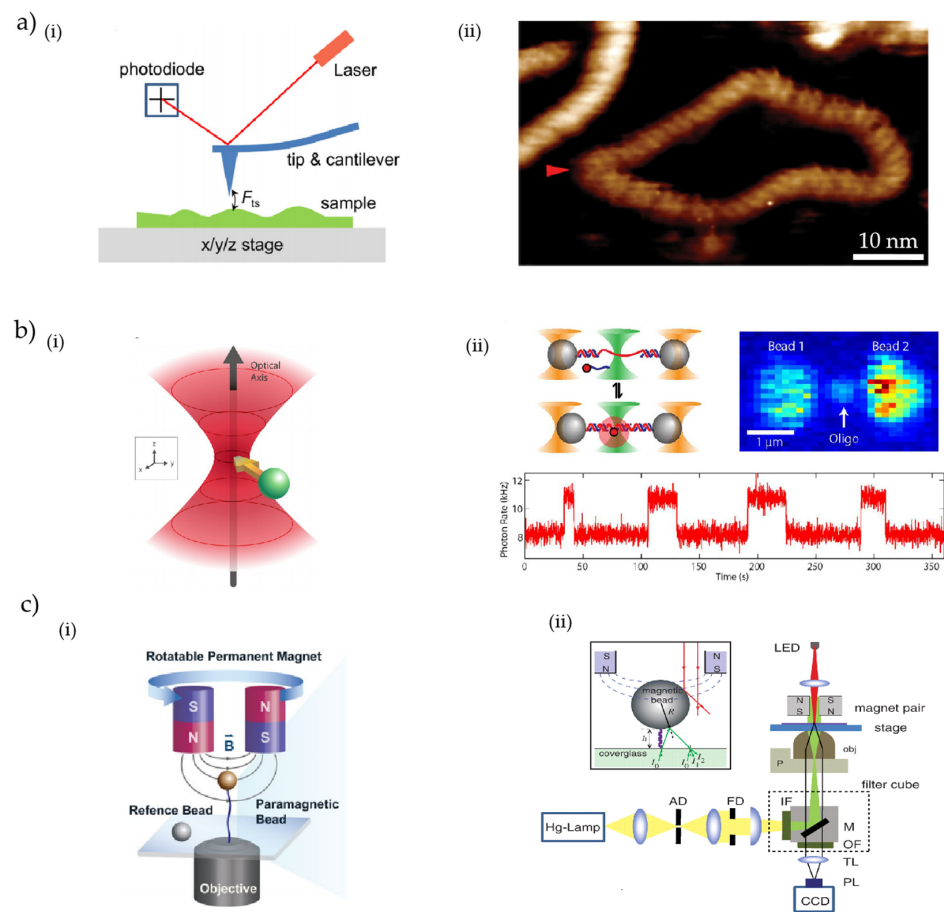 a)
(i)
photodiode
Laser
tip & cantilever
Fts
sample
x/y/z stage
(ii)
10 nm
b)
(i)
Optical
Axis
z
x
y
(ii)
Bead 1
Bead 2
1 µm
Oligo
Photon Rate (kHz)
12
10
8
0
50
100
150
200
250
300
350
Time (s)
c)
(i)
Rotatable Permanent Magnet
S
N
N
S
B
Refence Bead
Paramagnetic
Bead
Objective
(ii)
S
N
N
S
magnetic
bead
R
h
coverglass
I0
I0
I1
I2
LED
N
S
S
N
magnet pair
stage
obj
P
filter cube
Hg-Lamp
AD
FD
IF
M
OF
TL
PL
CCD